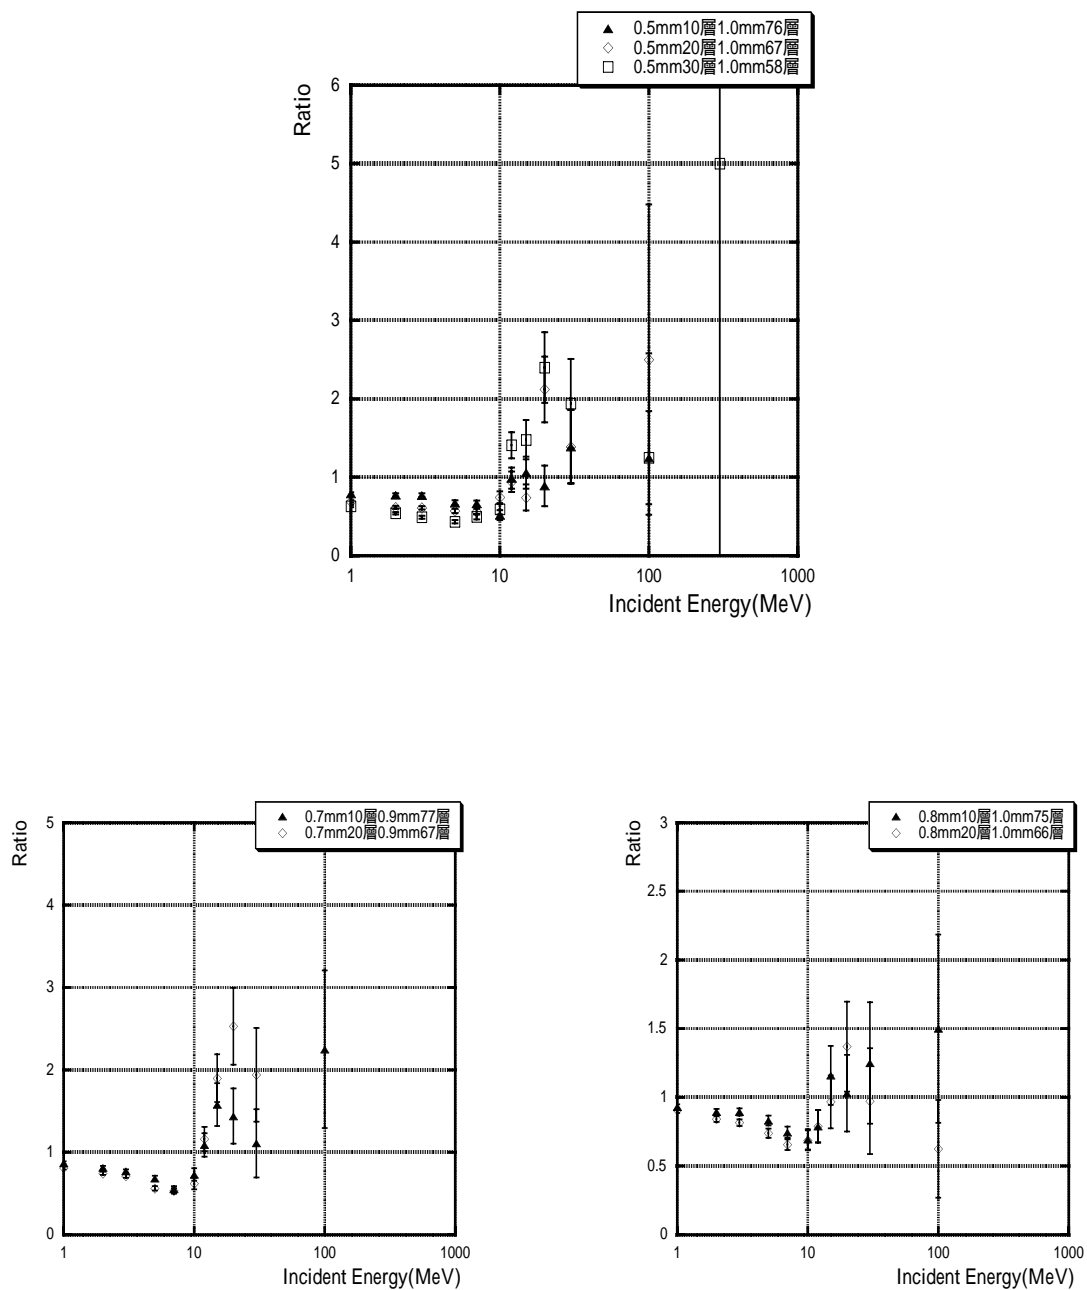 0.5mm10層1.0mm76層
0.5mm20層1.0mm67層
0.5mm30層1.0mm58層
Ratio
6
5
4
3
2
1
0
1 10 100 1000
Incident Energy(MeV)
0.7mm10層0.9mm77層
0.7mm20層0.9mm67層
Ratio
5
4
3
2
1
0
1 10 100 1000
Incident Energy(MeV)
0.8mm10層1.0mm75層
0.8mm20層1.0mm66層
Ratio
3
2.5
2
1.5
1
0.5
0
1 10 100 1000
Incident Energy(MeV)